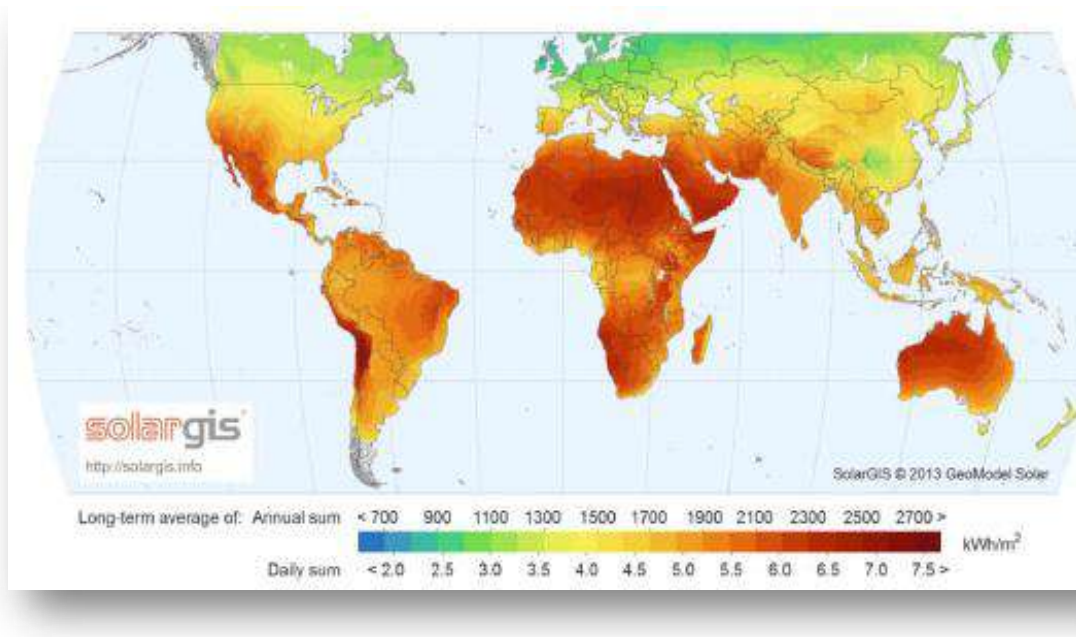 solargis
http://solargis.info
SolarGIS © 2013 GeoModel Solar
Long-term average of: Annual sum < 700 900 1100 1300 1500 1700 1900 2100 2300 2500 2700 > kWh/m²
Daily sum < 2.0 2.5 3.0 3.5 4.0 4.5 5.0 5.5 6.0 6.5 7.0 7.5 >